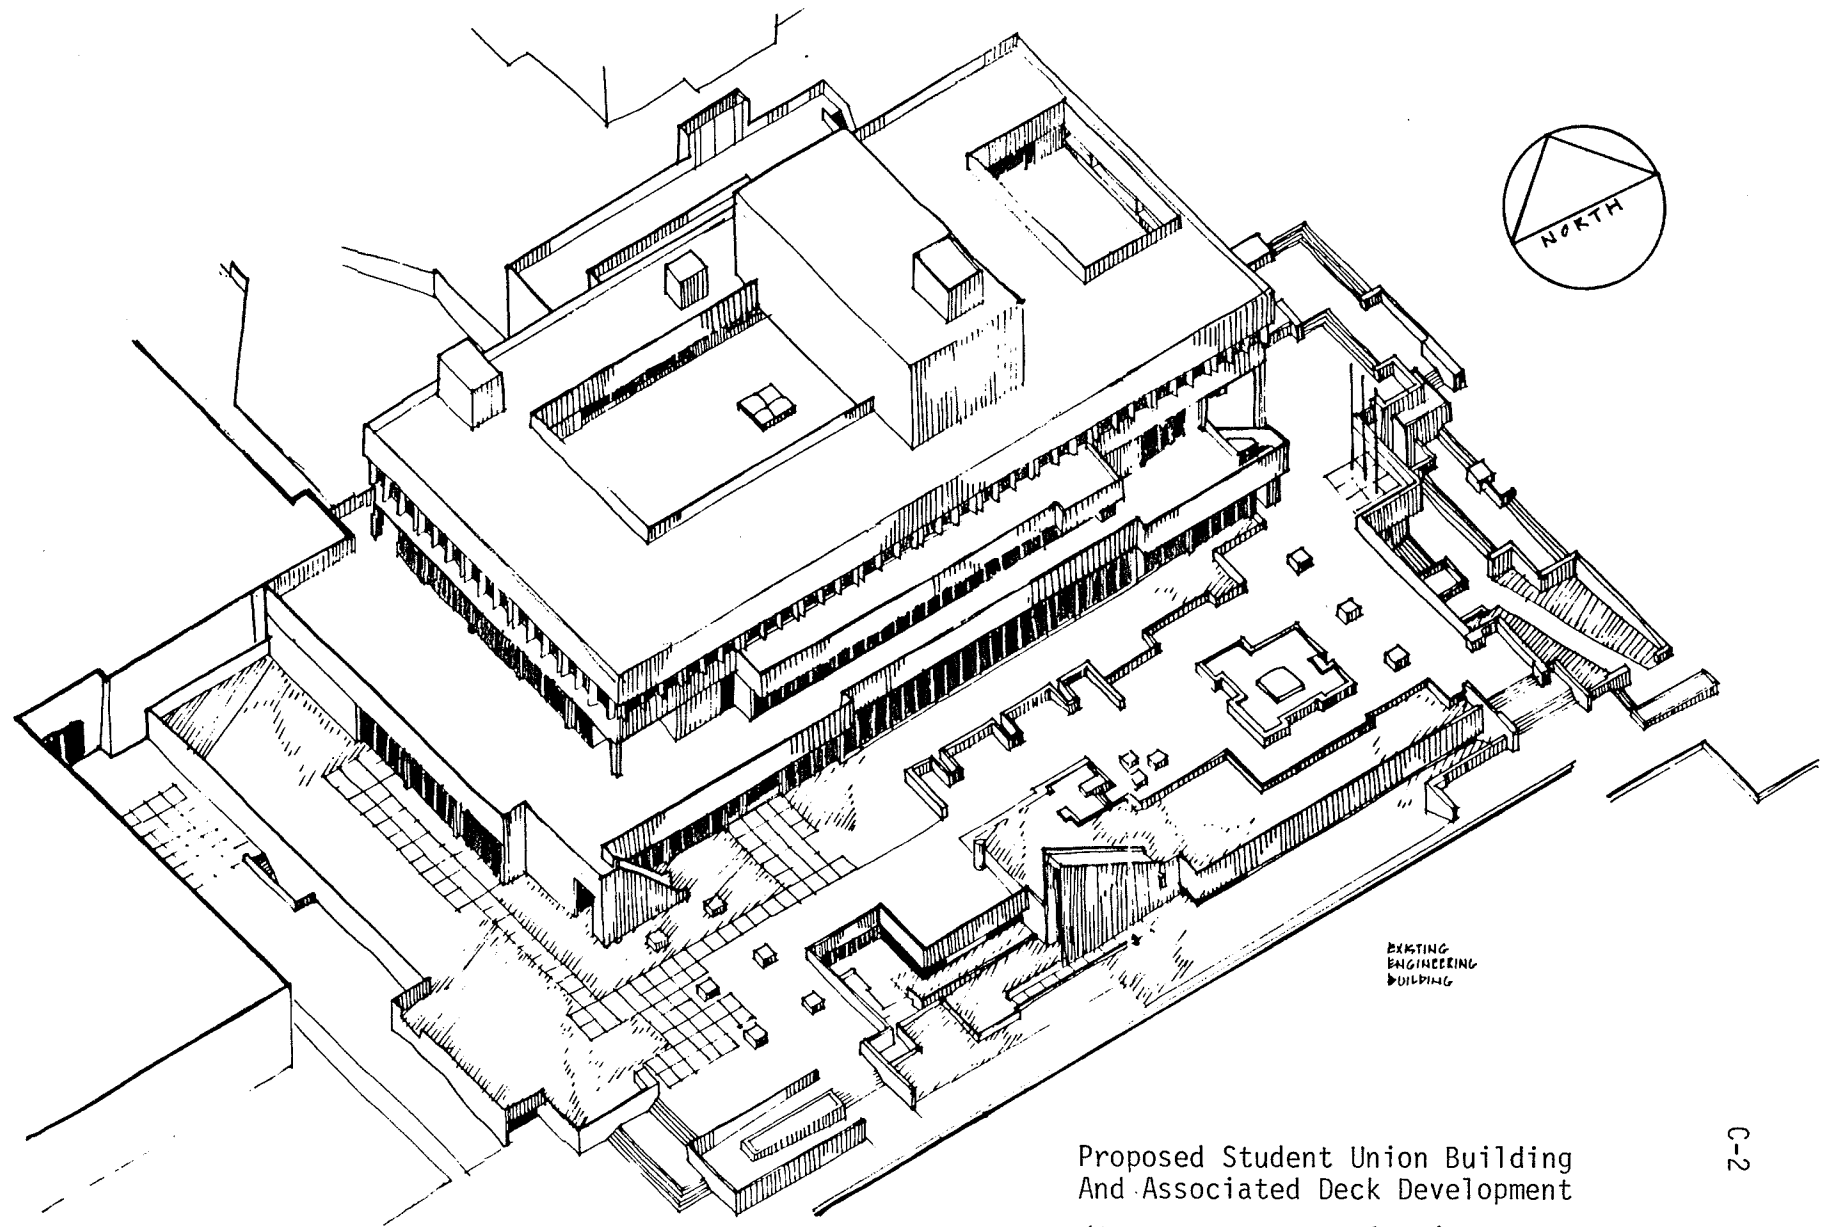 NORTH
EXISTING
ENGINEERING
BUILDING
C-2
Proposed Student Union Building
And Associated Deck Development